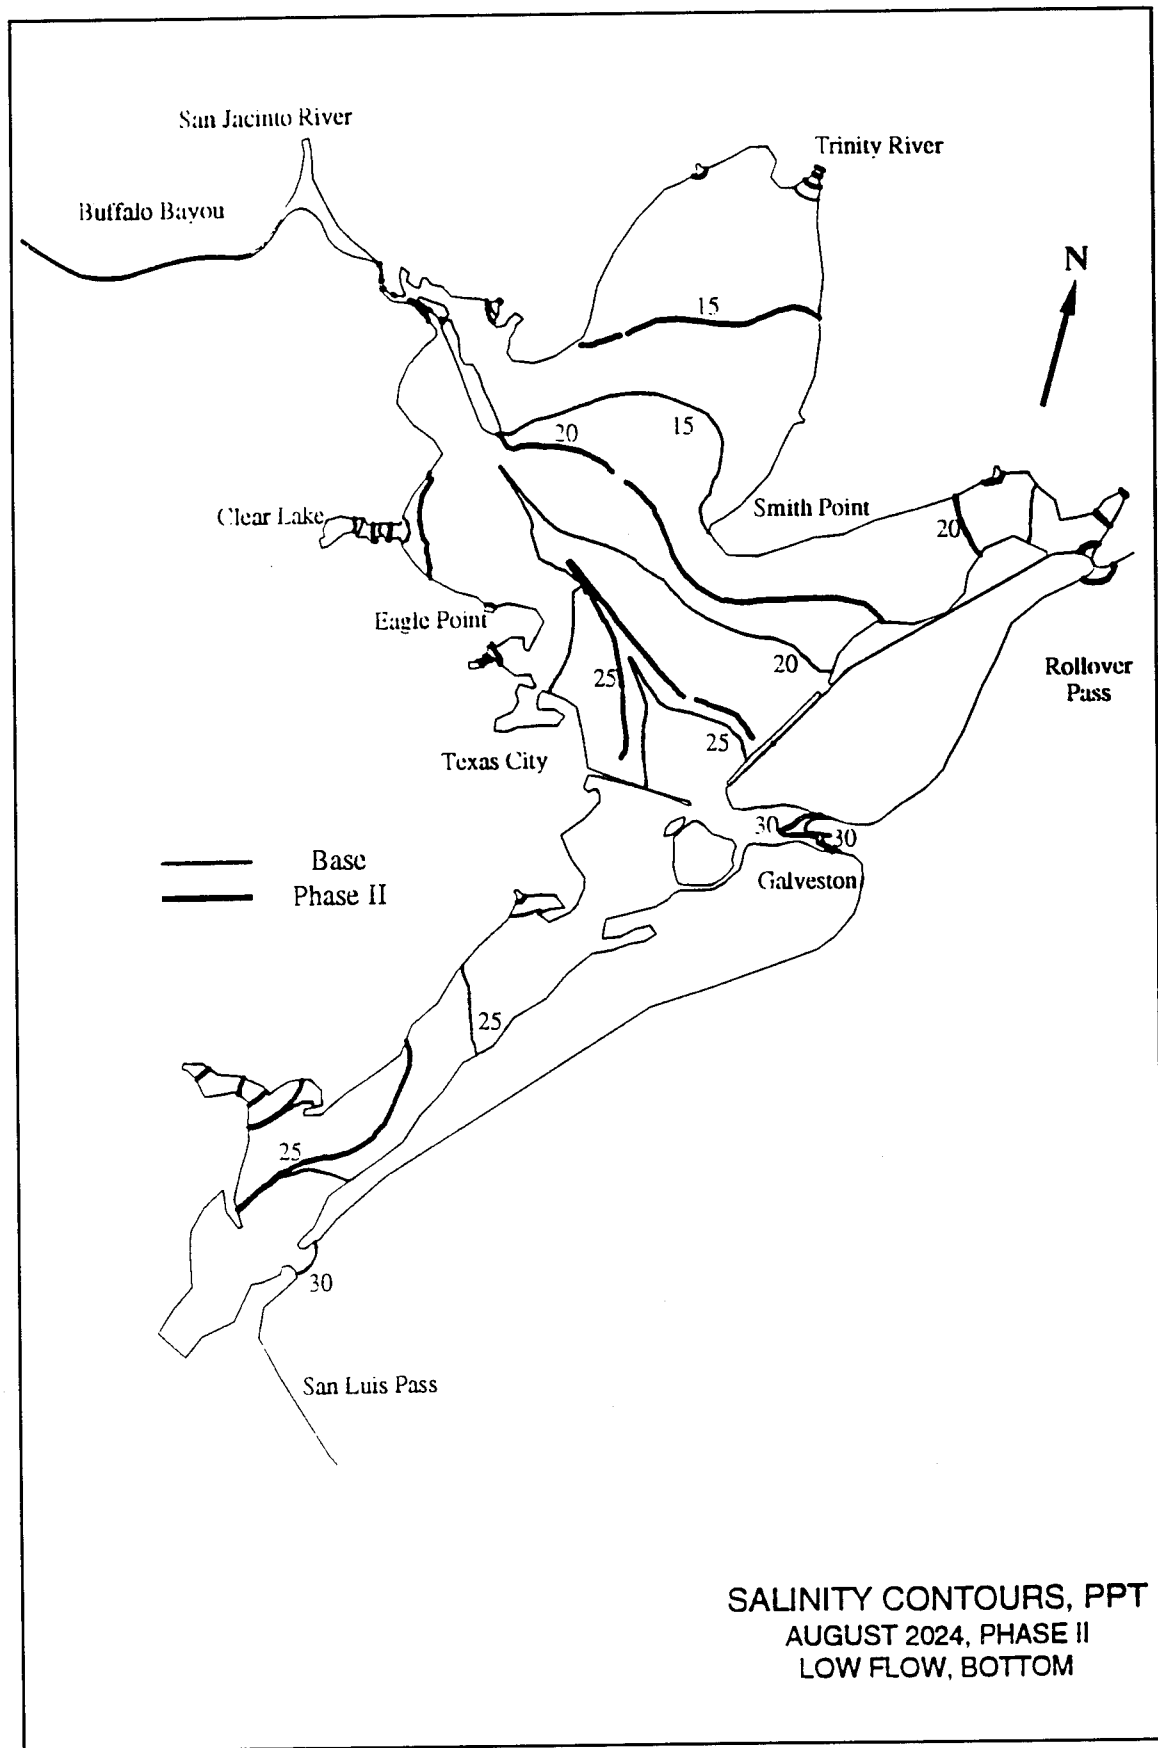 San Jacinto River
Trinity River
Buffalo Bayou
N
15
20
15
Smith Point
Clear Lake
20
Eagle Point
20
25
Rollover
Pass
25
Texas City
30
30
Base
Galveston
Phase II
25
25
30
San Luis Pass
SALINITY CONTOURS, PPT
AUGUST 2024, PHASE II
LOW FLOW, BOTTOM